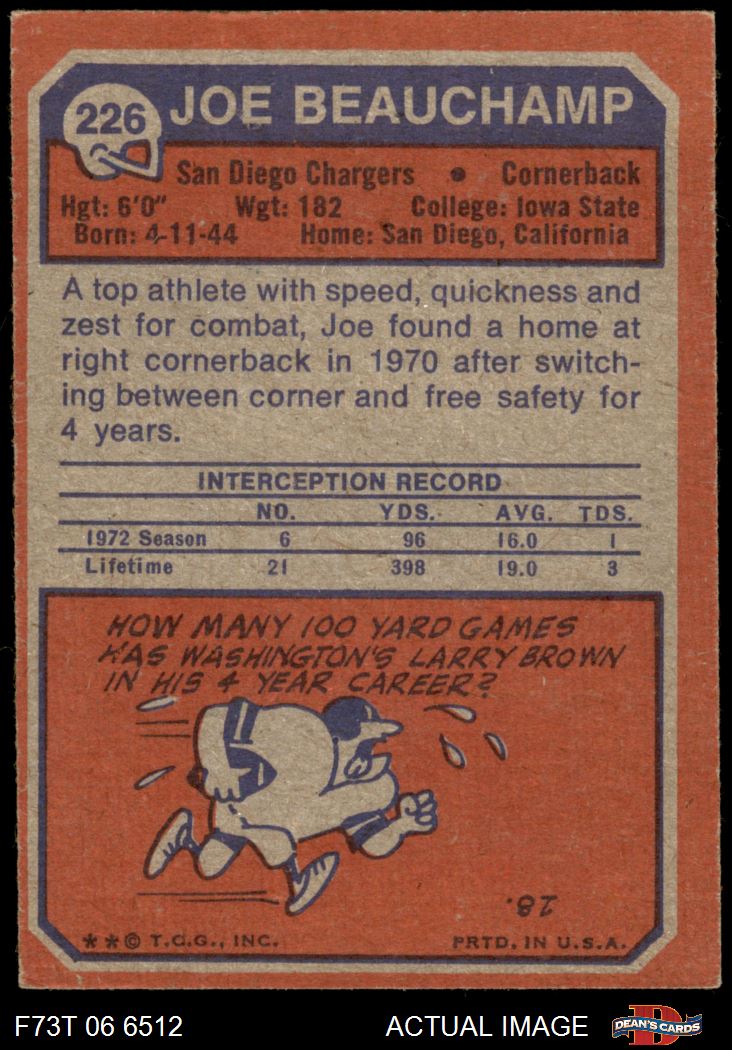 226
JOE BEAUCHAMP
San Diego Chargers • Cornerback
Hgt: 6'0" Wgt: 182 College: Iowa State
Born: 4-11-44 Home: San Diego, California
A top athlete with speed, quickness and
zest for combat, Joe found a home at
right cornerback in 1970 after switch-
ing between corner and free safety for
4 years.
INTERCEPTION RECORD
NO. YDS. AVG. TDS.
1972 Season 6 96 16.0 1
Lifetime 21 398 19.0 3
HOW MANY 100 YARD GAMES
HAS WASHINGTON'S LARRY BROWN
IN HIS 4 YEAR CAREER?
18.
**© T.C.G., INC. PRTD. IN U.S.A.
F73T 06 6512 ACTUAL IMAGE D DEAN'S CARDS